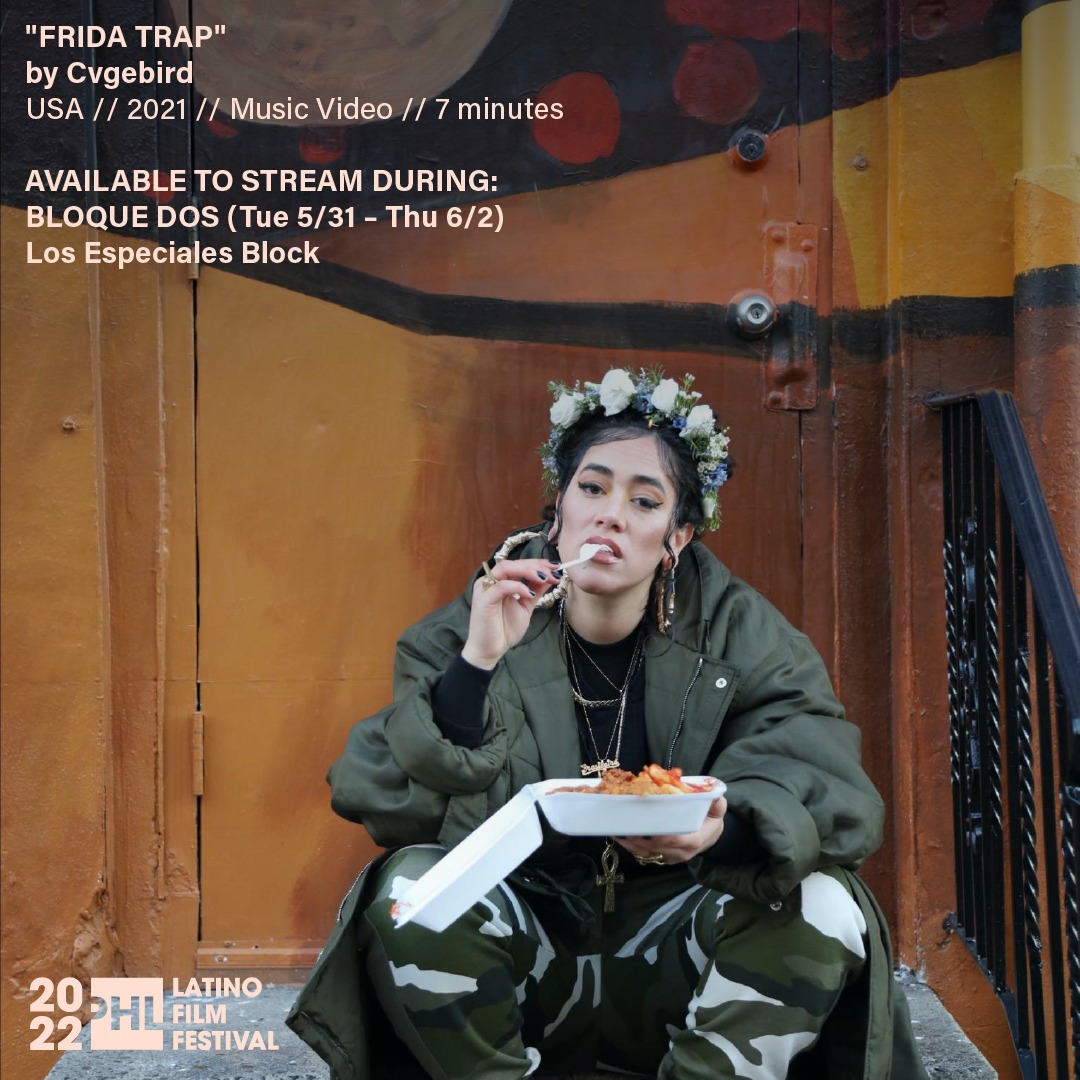 "FRIDA TRAP"
by Cvgebird
USA // 2021 // Music Video // 7 minutes
AVAILABLE TO STREAM DURING:
BLOQUE DOS (Tue 5/31 – Thu 6/2)
Los Especiales Block
20
22
PHL
LATINO
FILM
FESTIVAL